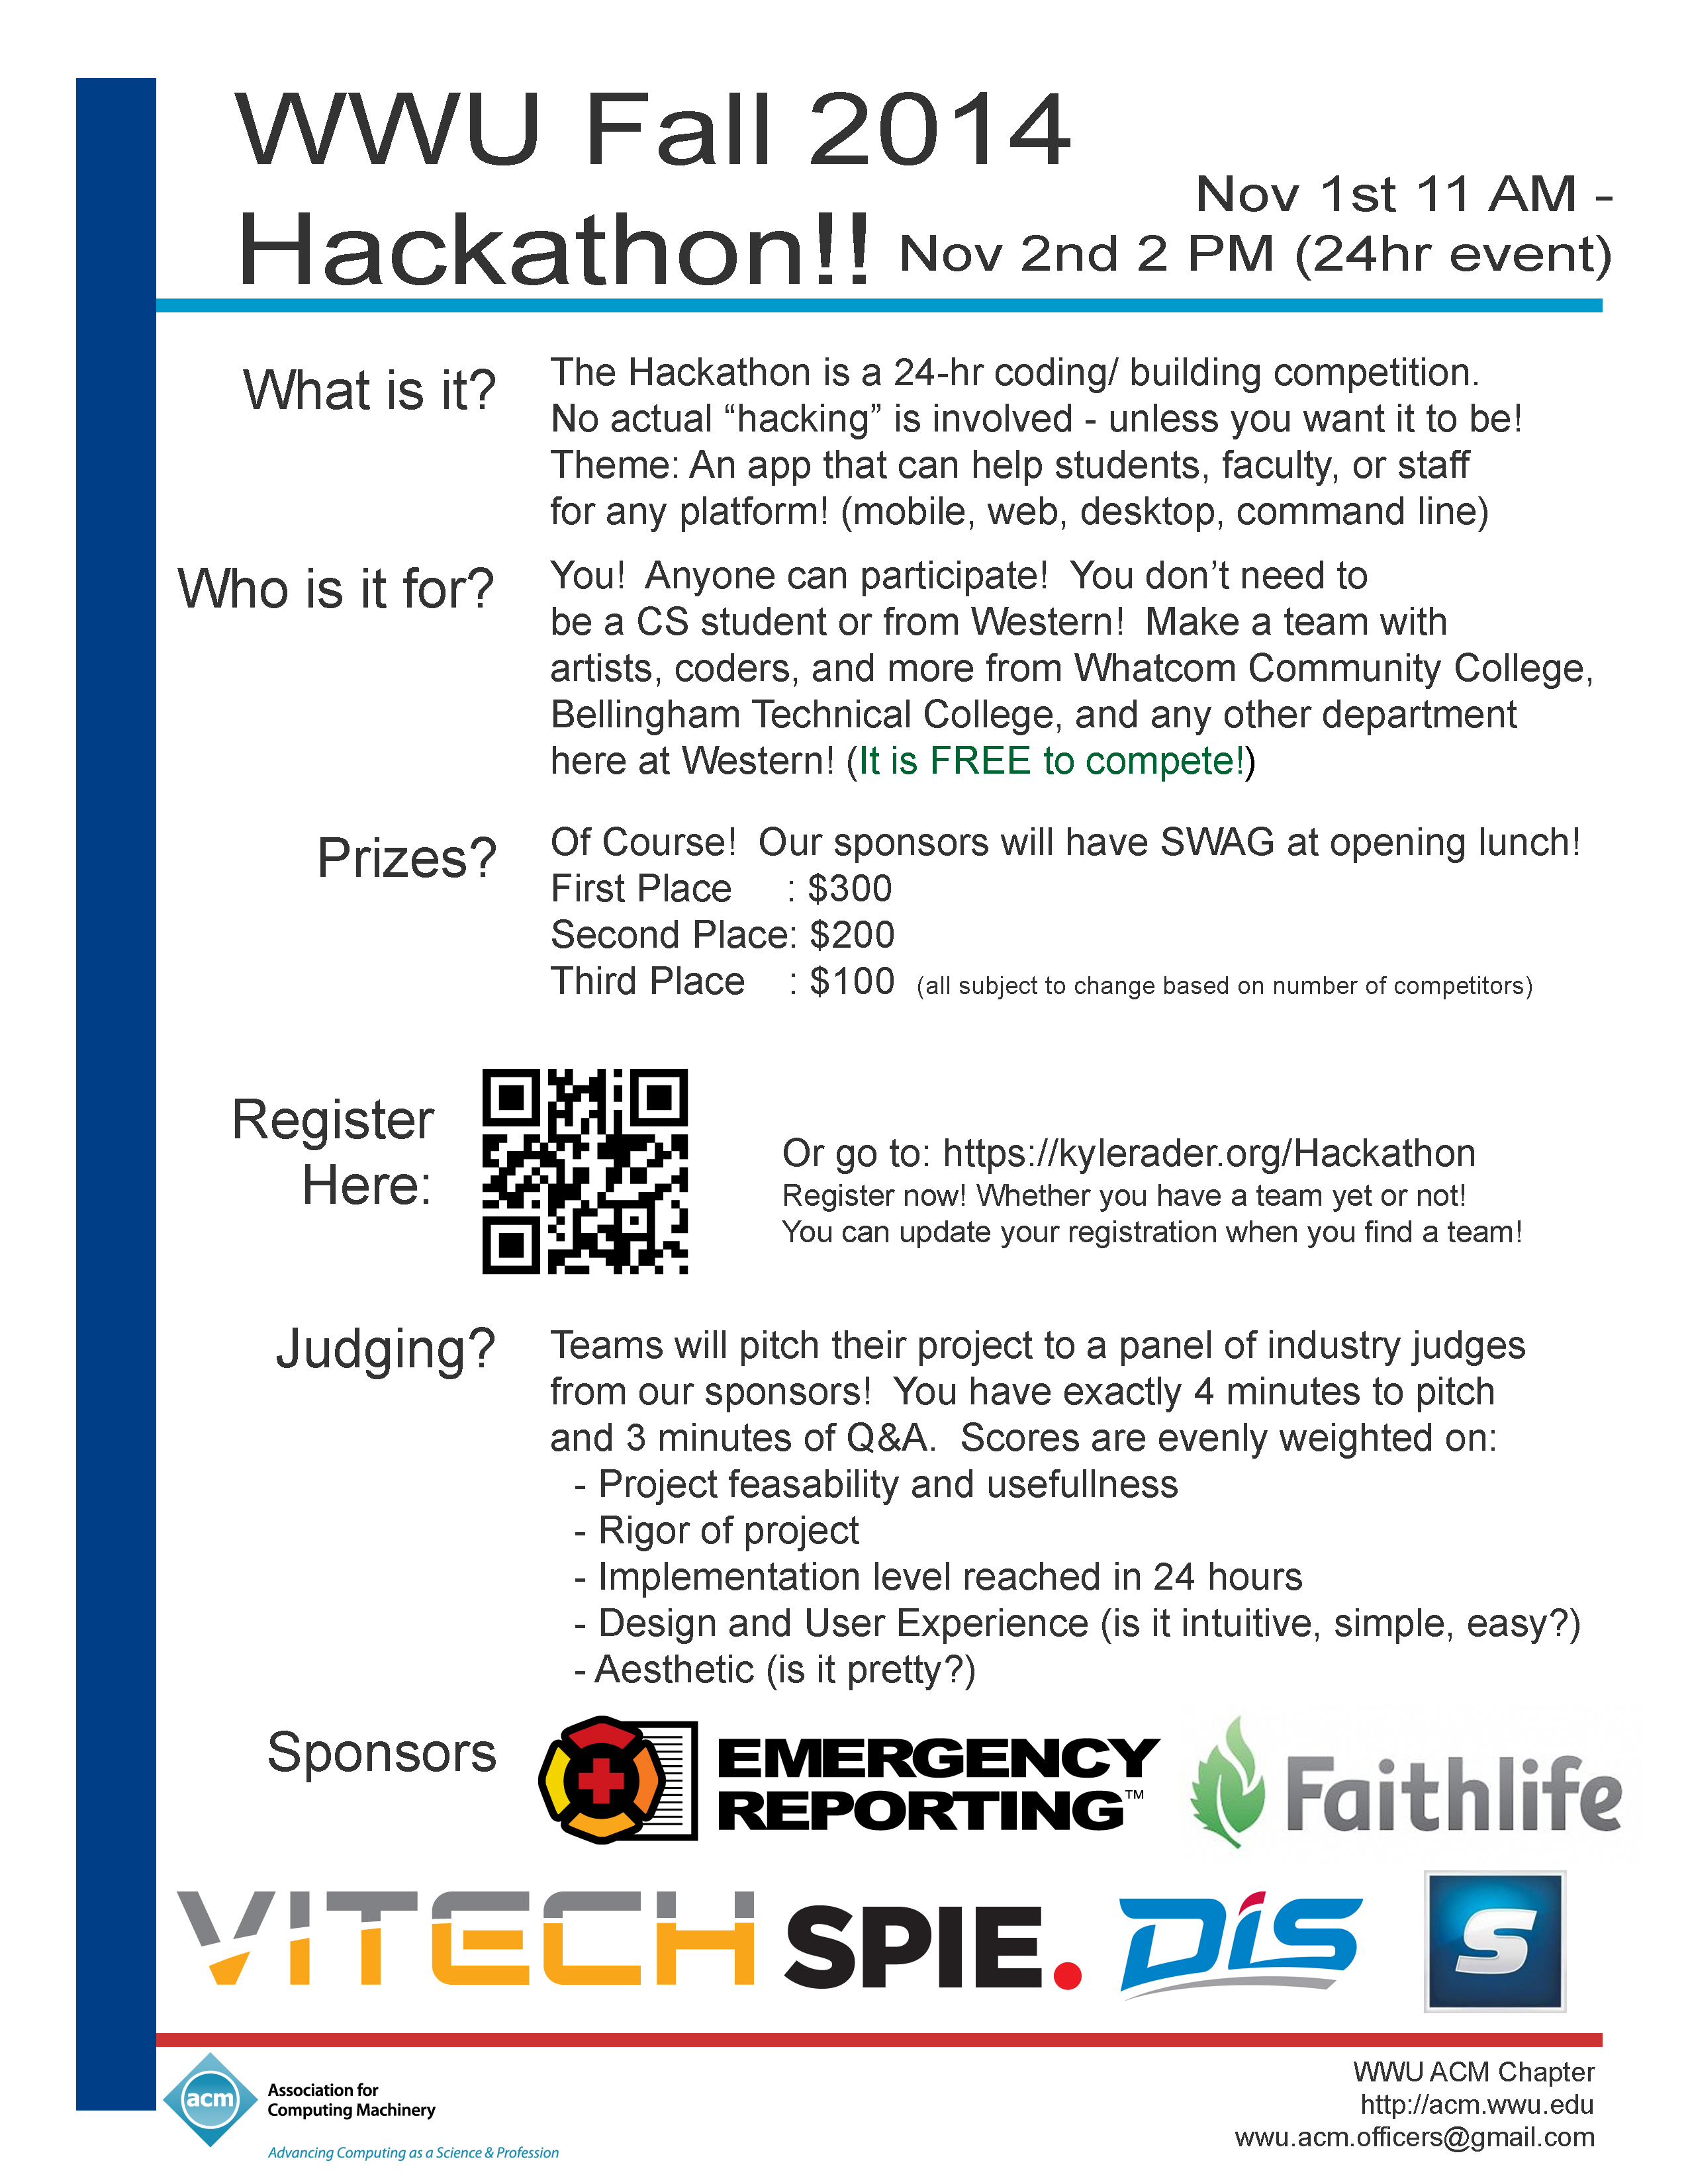 WWU Fall 2014
Hackathon!!
Nov 1st 11 AM -
Nov 2nd 2 PM (24hr event)
What is it?
The Hackathon is a 24-hr coding/ building competition.
No actual “hacking” is involved - unless you want it to be!
Theme: An app that can help students, faculty, or staff
for any platform! (mobile, web, desktop, command line)
Who is it for?
You!  Anyone can participate!  You don’t need to
be a CS student or from Western!  Make a team with
artists, coders, and more from Whatcom Community College,
Bellingham Technical College, and any other department
here at Western! (It is FREE to compete!)
Prizes?
Of Course!  Our sponsors will have SWAG at opening lunch!
First Place : $300
Second Place: $200
Third Place : $100 (all subject to change based on number of competitors)
Register
Here:
Or go to: https://kylerader.org/Hackathon
Register now! Whether you have a team yet or not!
You can update your registration when you find a team!
Judging?
Teams will pitch their project to a panel of industry judges
from our sponsors!  You have exactly 4 minutes to pitch
and 3 minutes of Q&A.  Scores are evenly weighted on:
- Project feasability and usefullness
- Rigor of project
- Implementation level reached in 24 hours
- Design and User Experience (is it intuitive, simple, easy?)
- Aesthetic (is it pretty?)
Sponsors
EMERGENCY
REPORTING™
Faithlife
VITECH
SPIE.
DIS
S
acm
Association for
Computing Machinery
Advancing Computing as a Science & Profession
WWU ACM Chapter
http://acm.wwu.edu
wwu.acm.officers@gmail.com